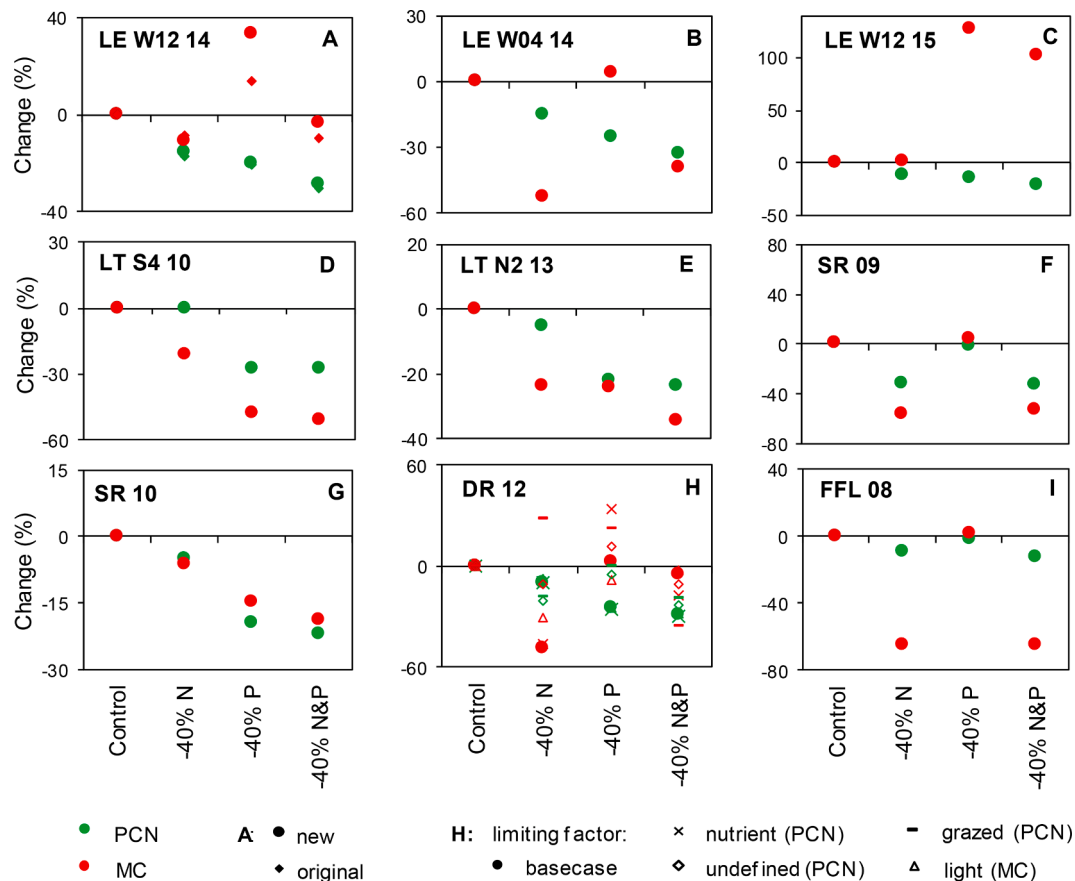 LE W12 14 A
40
0
-40
Change (%)
LE W04 14 B
30
0
-30
-60
LE W12 15 C
100
50
0
-50
LT S4 10 D
30
0
-30
-60
Change (%)
LT N2 13 E
20
0
-20
-40
SR 09 F
80
40
0
-40
-80
SR 10 G
15
0
-15
-30
Change (%)
Control
-40% N
-40% P
-40% N&P
DR 12 H
60
0
-60
Control
-40% N
-40% P
-40% N&P
FFL 08 I
40
0
-40
-80
Control
-40% N
-40% P
-40% N&P
PCN
MC
A: new
original
H: limiting factor:
basecase
nutrient (PCN)
undefined (PCN)
grazed (PCN)
light (MC)